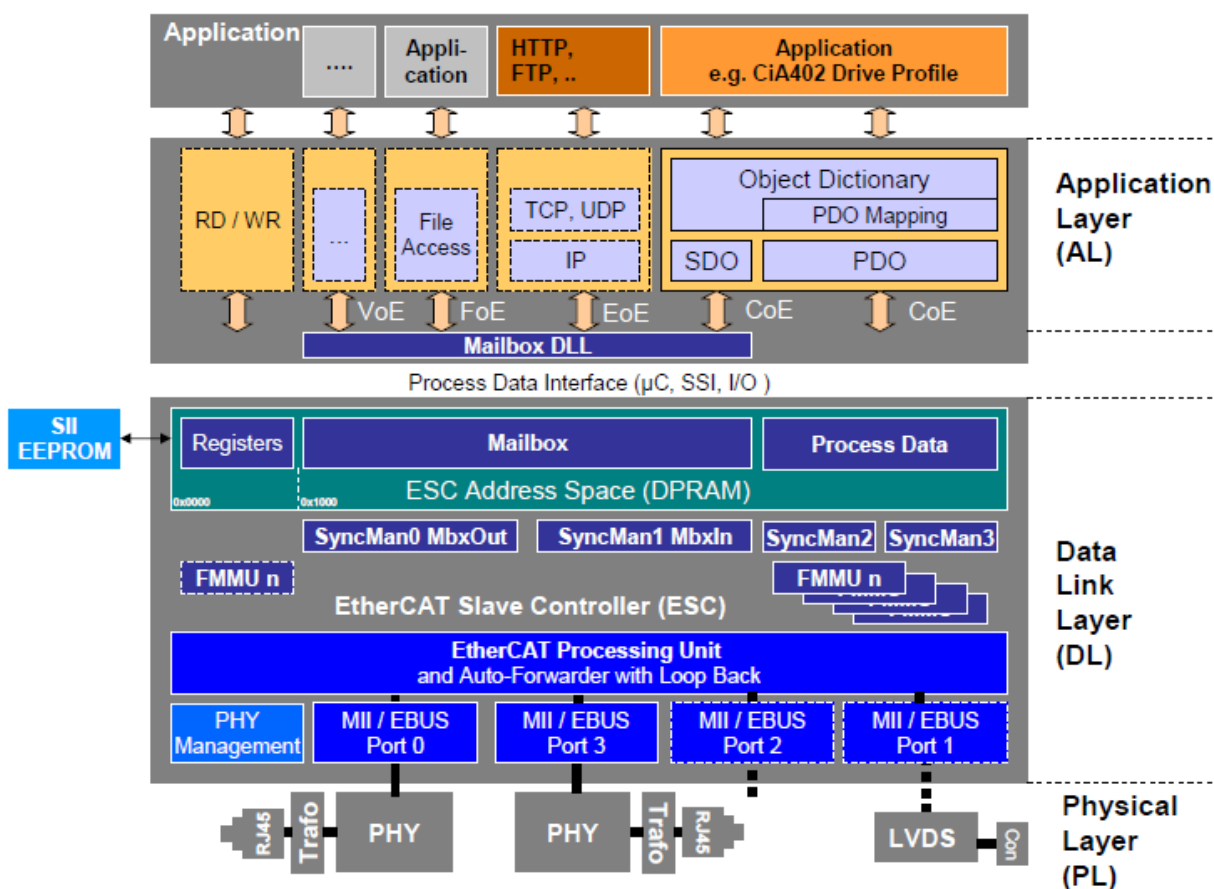 Application
....
Appli-
cation
HTTP,
FTP, ..
Application
e.g. CiA402 Drive Profile
RD / WR
...
File
Access
TCP, UDP
IP
Object Dictionary
PDO Mapping
SDO
PDO
VoE
FoE
EoE
CoE
CoE
Mailbox DLL
Application
Layer
(AL)
Process Data Interface (µC, SSI, I/O )
SII
EEPROM
Registers
Mailbox
Process Data
0x0000
0x1000
ESC Address Space (DPRAM)
SyncMan0 MbxOut
SyncMan1 MbxIn
SyncMan2
SyncMan3
FMMU n
FMMU n
EtherCAT Slave Controller (ESC)
Data
Link
Layer
(DL)
EtherCAT Processing Unit
and Auto-Forwarder with Loop Back
PHY
Management
MII / EBUS
Port 0
MII / EBUS
Port 3
MII / EBUS
Port 2
MII / EBUS
Port 1
RJ45
Trafo
PHY
PHY
Trafo
RJ45
LVDS
Con
Physical
Layer
(PL)